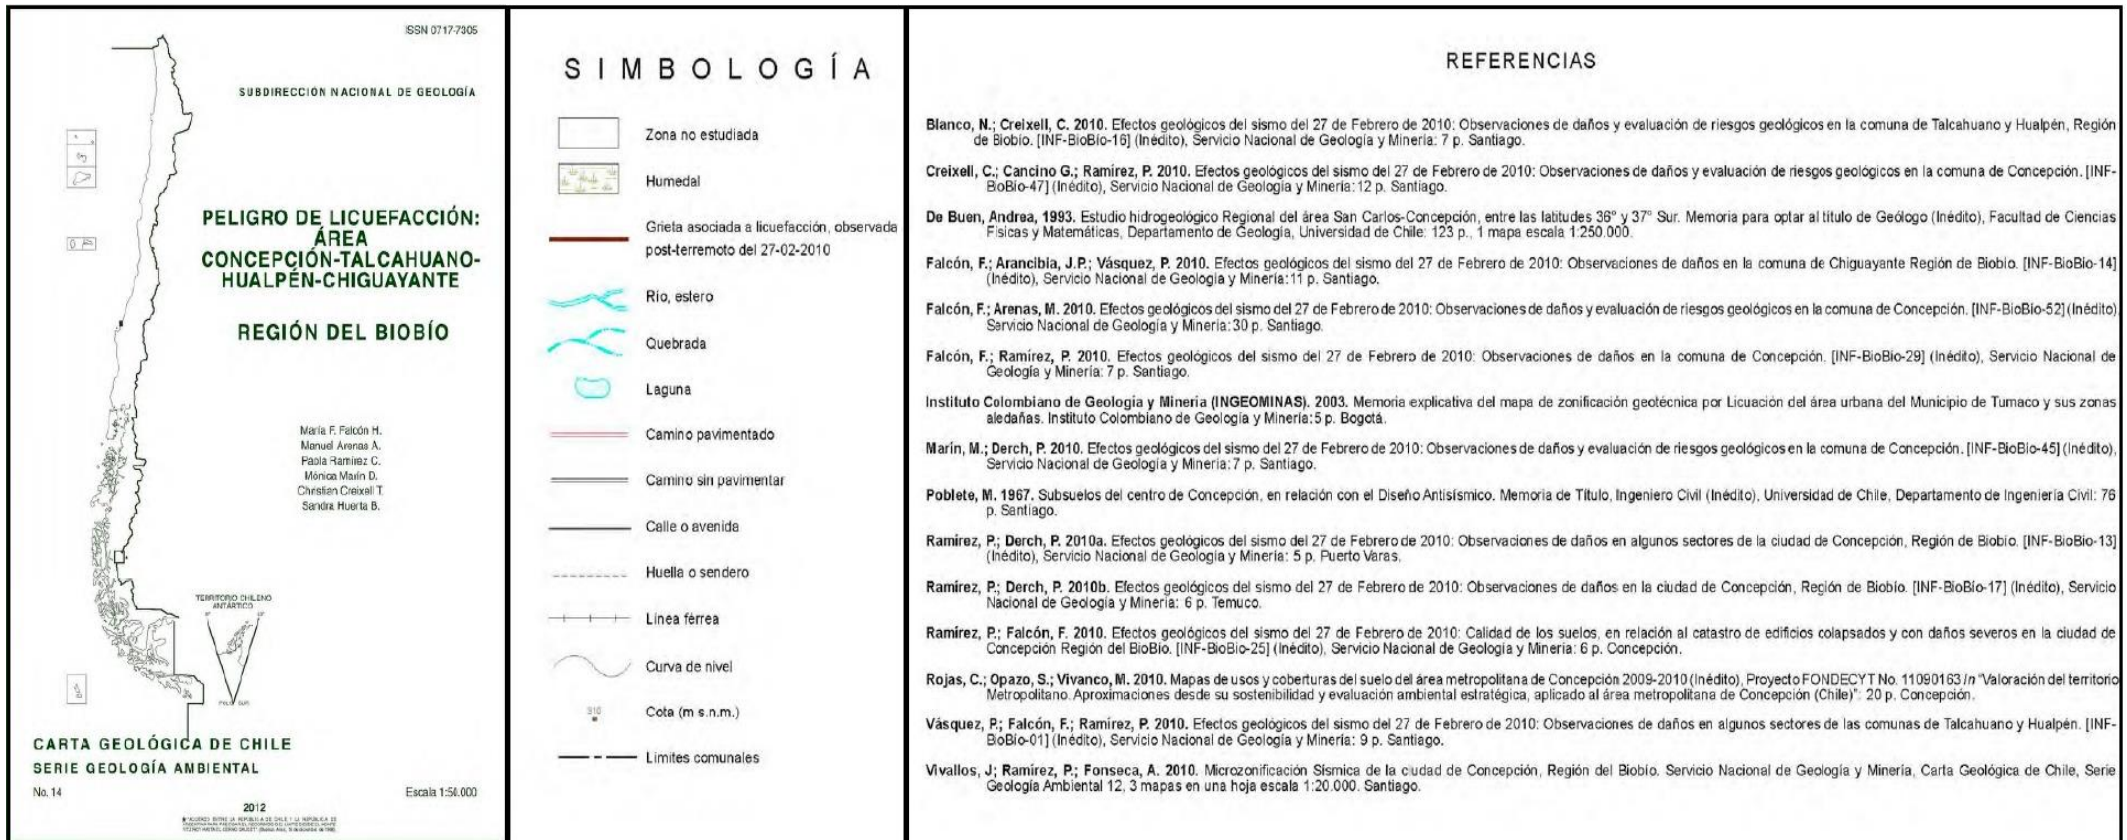 ISSN 0717-7305
SUBDIRECCIÓN NACIONAL DE GEOLOGÍA
PELIGRO DE LICUEFACCIÓN:
ÁREA
CONCEPCIÓN-TALCAHUANO-
HUALPÉN-CHIGUAYANTE
REGIÓN DEL BIOBÍO
María F. Falcón H.
Manuel Arenas A.
Paola Ramírez C.
Mónica Marín D.
Christian Creixell T.
Sandra Huerta B.
TERRITORIO CHILENO
ANTÁRTICO
POLO SUR
CARTA GEOLÓGICA DE CHILE
SERIE GEOLOGÍA AMBIENTAL
No. 14
Escala 1:50.000
2012
SIMBOLOGÍA
Zona no estudiada
Humedal
Grieta asociada a licuefacción, observada
post-terremoto del 27-02-2010
Río, estero
Quebrada
Laguna
Camino pavimentado
Camino sin pavimentar
Calle o avenida
Huella o sendero
Línea férrea
Curva de nivel
Cota (m s.n.m.)
Límites comunales
REFERENCIAS
Blanco, N.; Creixell, C. 2010. Efectos geológicos del sismo del 27 de Febrero de 2010: Observaciones de daños y evaluación de riesgos geológicos en la comuna de Talcahuano y Hualpén, Región
de Biobío. [INF-BioBío-16] (Inédito), Servicio Nacional de Geología y Minería: 7 p. Santiago.
Creixell, C.; Cancino G.; Ramírez, P. 2010. Efectos geológicos del sismo del 27 de Febrero de 2010: Observaciones de daños y evaluación de riesgos geológicos en la comuna de Concepción. [INF-
BioBío-47] (Inédito), Servicio Nacional de Geología y Minería: 12 p. Santiago.
De Buen, Andrea, 1993. Estudio hidrogeológico Regional del área San Carlos-Concepción, entre las latitudes 36° y 37° Sur. Memoria para optar al título de Geólogo (Inédito), Facultad de Ciencias
Físicas y Matemáticas, Departamento de Geología, Universidad de Chile: 123 p., 1 mapa escala 1:250.000.
Falcón, F.; Arancibia, J.P.; Vásquez, P. 2010. Efectos geológicos del sismo del 27 de Febrero de 2010: Observaciones de daños en la comuna de Chiguayante Región de Biobío. [INF-BioBio-14]
(Inédito), Servicio Nacional de Geología y Minería: 11 p. Santiago.
Falcón, F.; Arenas, M. 2010. Efectos geológicos del sismo del 27 de Febrero de 2010: Observaciones de daños y evaluación de riesgos geológicos en la comuna de Concepción. [INF-BioBío-52] (Inédito),
Servicio Nacional de Geología y Minería: 30 p. Santiago.
Falcón, F.; Ramírez, P. 2010. Efectos geológicos del sismo del 27 de Febrero de 2010: Observaciones de daños en la comuna de Concepción. [INF-BioBío-29] (Inédito), Servicio Nacional de
Geología y Minería: 7 p. Santiago.
Instituto Colombiano de Geología y Minería (INGEOMINAS). 2003. Memoria explicativa del mapa de zonificación geotécnica por Licuación del área urbana del Municipio de Tumaco y sus zonas
aledañas. Instituto Colombiano de Geología y Minería: 5 p. Bogotá.
Marín, M.; Derch, P. 2010. Efectos geológicos del sismo del 27 de Febrero de 2010: Observaciones de daños y evaluación de riesgos geológicos en la comuna de Concepción. [INF-BioBío-45] (Inédito),
Servicio Nacional de Geología y Minería: 7 p. Santiago.
Poblete, M. 1967. Subsuelos del centro de Concepción, en relación con el Diseño Antisísmico. Memoria de Título, Ingeniero Civil (Inédito), Universidad de Chile, Departamento de Ingeniería Civil: 76
p. Santiago.
Ramírez, P.; Derch, P. 2010a. Efectos geológicos del sismo del 27 de Febrero de 2010: Observaciones de daños en algunos sectores de la ciudad de Concepción, Región de Biobío. [INF-BioBío-13]
(Inédito), Servicio Nacional de Geología y Minería: 5 p. Puerto Varas.
Ramírez, P.; Derch, P. 2010b. Efectos geológicos del sismo del 27 de Febrero de 2010: Observaciones de daños en la ciudad de Concepción, Región de Biobío. [INF-BioBío-17] (Inédito), Servicio
Nacional de Geología y Minería: 6 p. Temuco.
Ramírez, P.; Falcón, F. 2010. Efectos geológicos del sismo del 27 de Febrero de 2010: Calidad de los suelos, en relación al catastro de edificios colapsados y con daños severos en la ciudad de
Concepción Región del BioBío. [INF-BioBío-25] (Inédito), Servicio Nacional de Geología y Minería: 6 p. Concepción.
Rojas, C.; Opazo, S.; Vivanco, M. 2010. Mapas de usos y coberturas del suelo del área metropolitana de Concepción 2009-2010 (Inédito), Proyecto FONDECYT No. 11090163 In "Valoración del territorio
Metropolitano. Aproximaciones desde su sostenibilidad y evaluación ambiental estratégica, aplicado al área metropolitana de Concepción (Chile)": 20 p. Concepción.
Vásquez, P.; Falcón, F.; Ramírez, P. 2010. Efectos geológicos del sismo del 27 de Febrero de 2010: Observaciones de daños en algunos sectores de las comunas de Talcahuano y Hualpén. [INF-
BioBío-01] (Inédito), Servicio Nacional de Geología y Minería: 9 p. Santiago.
Vivallos, J; Ramírez, P.; Fonseca, A. 2010. Microzonificación Sísmica de la ciudad de Concepción, Región del Biobío. Servicio Nacional de Geología y Minería, Carta Geológica de Chile, Serie
Geología Ambiental 12, 3 mapas en una hoja escala 1:20.000. Santiago.